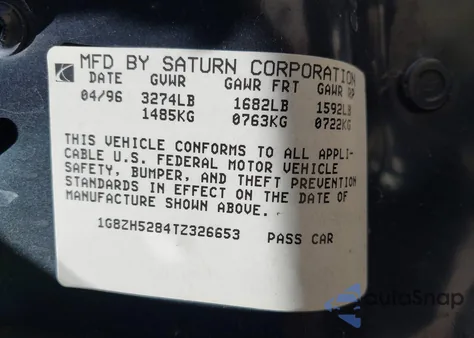 MFD BY SATURN CORPORATION
DATE GVWR GAWR FRT GAWR RR
04/96 3274LB 1682LB 1592LB
1485KG 0763KG 0722KG
THIS VEHICLE CONFORMS TO ALL APPLI-
CABLE U.S. FEDERAL MOTOR VEHICLE
SAFETY, BUMPER, AND THEFT PREVENTION
STANDARDS IN EFFECT ON THE DATE OF
MANUFACTURE SHOWN ABOVE.
1G8ZH5284TZ326653 PASS CAR
AutoSnap